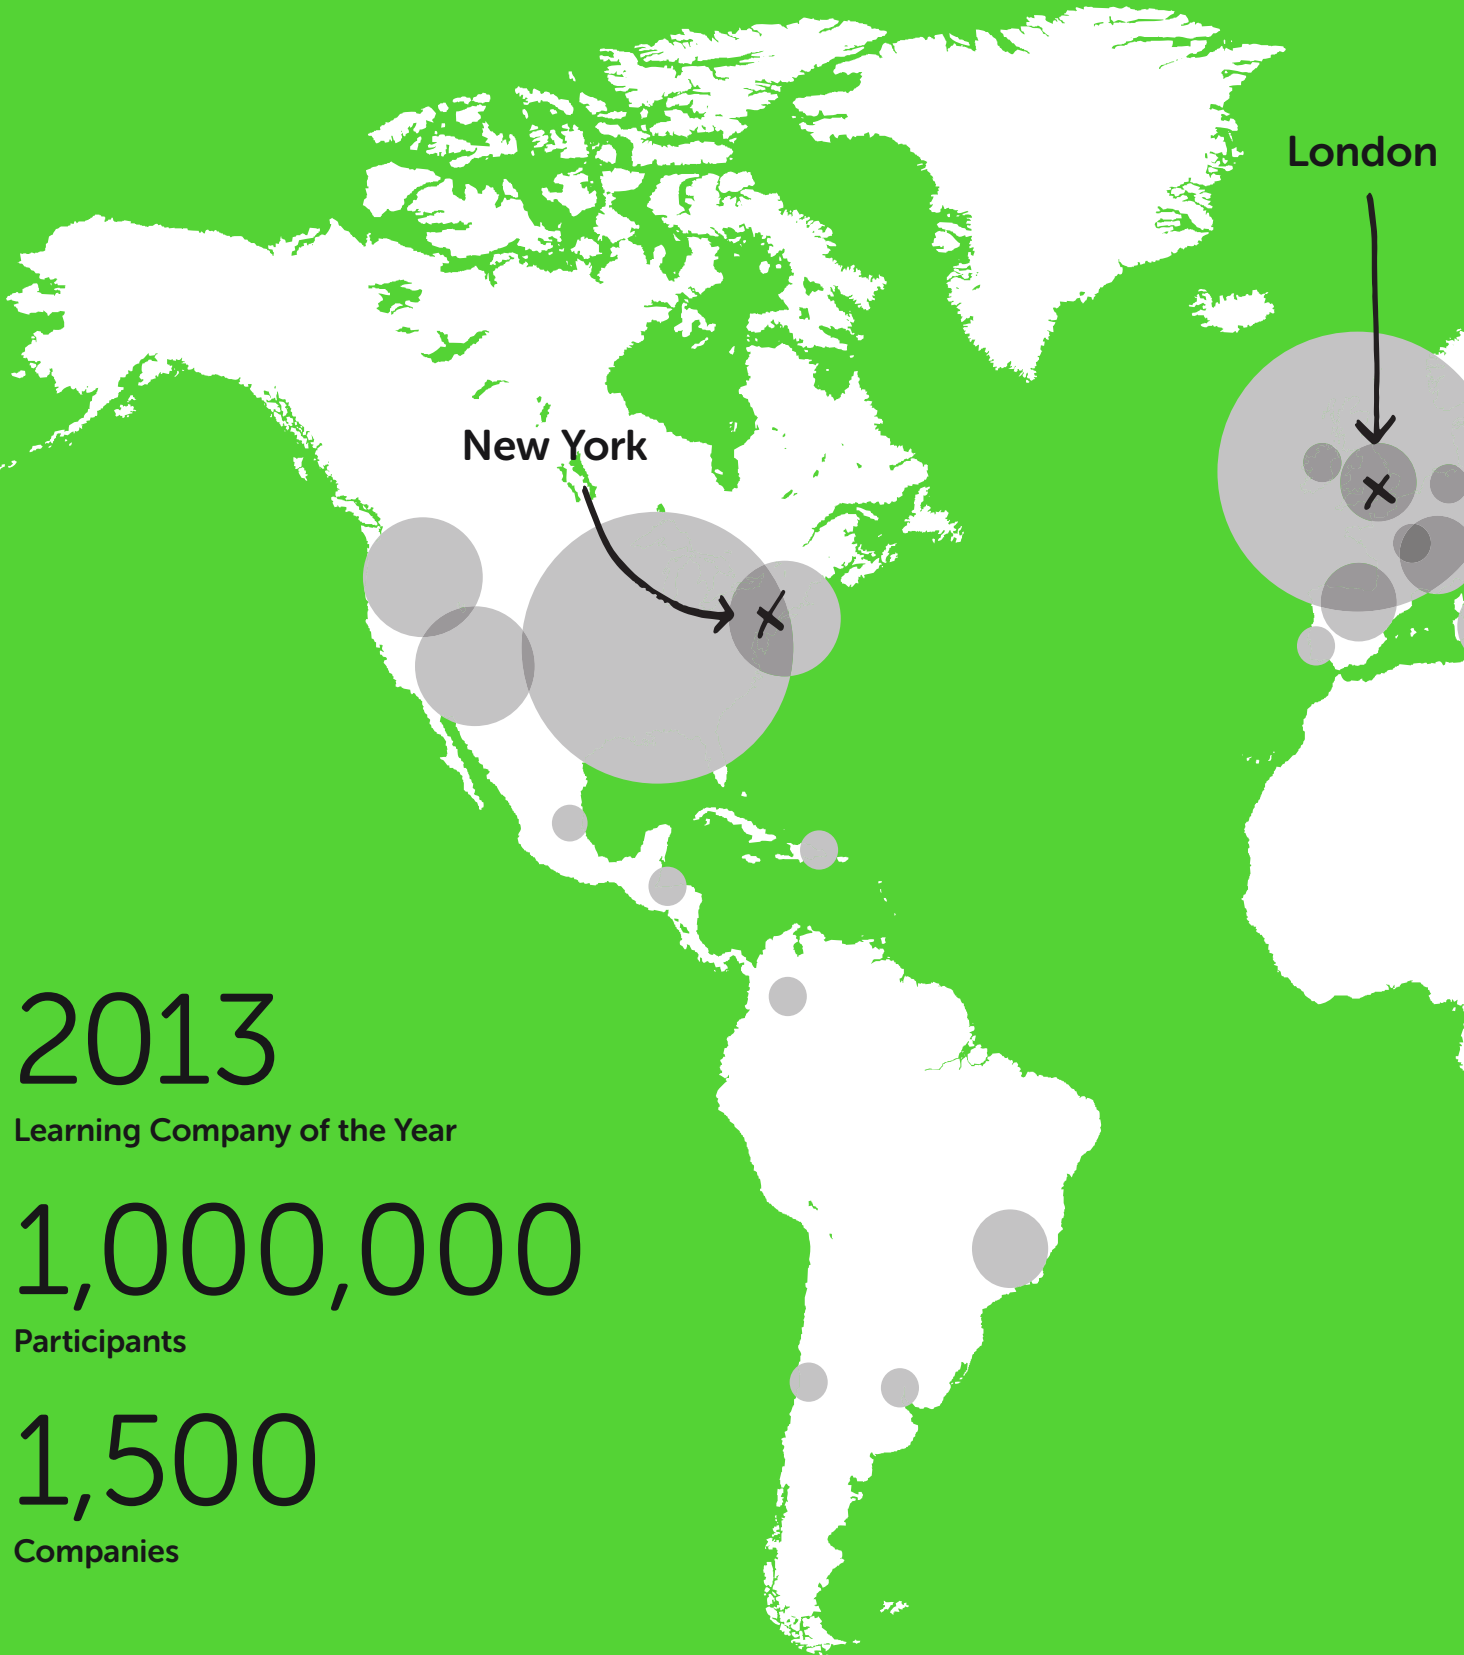 London
New York
2013
Learning Company of the Year
1,000,000
Participants
1,500
Companies